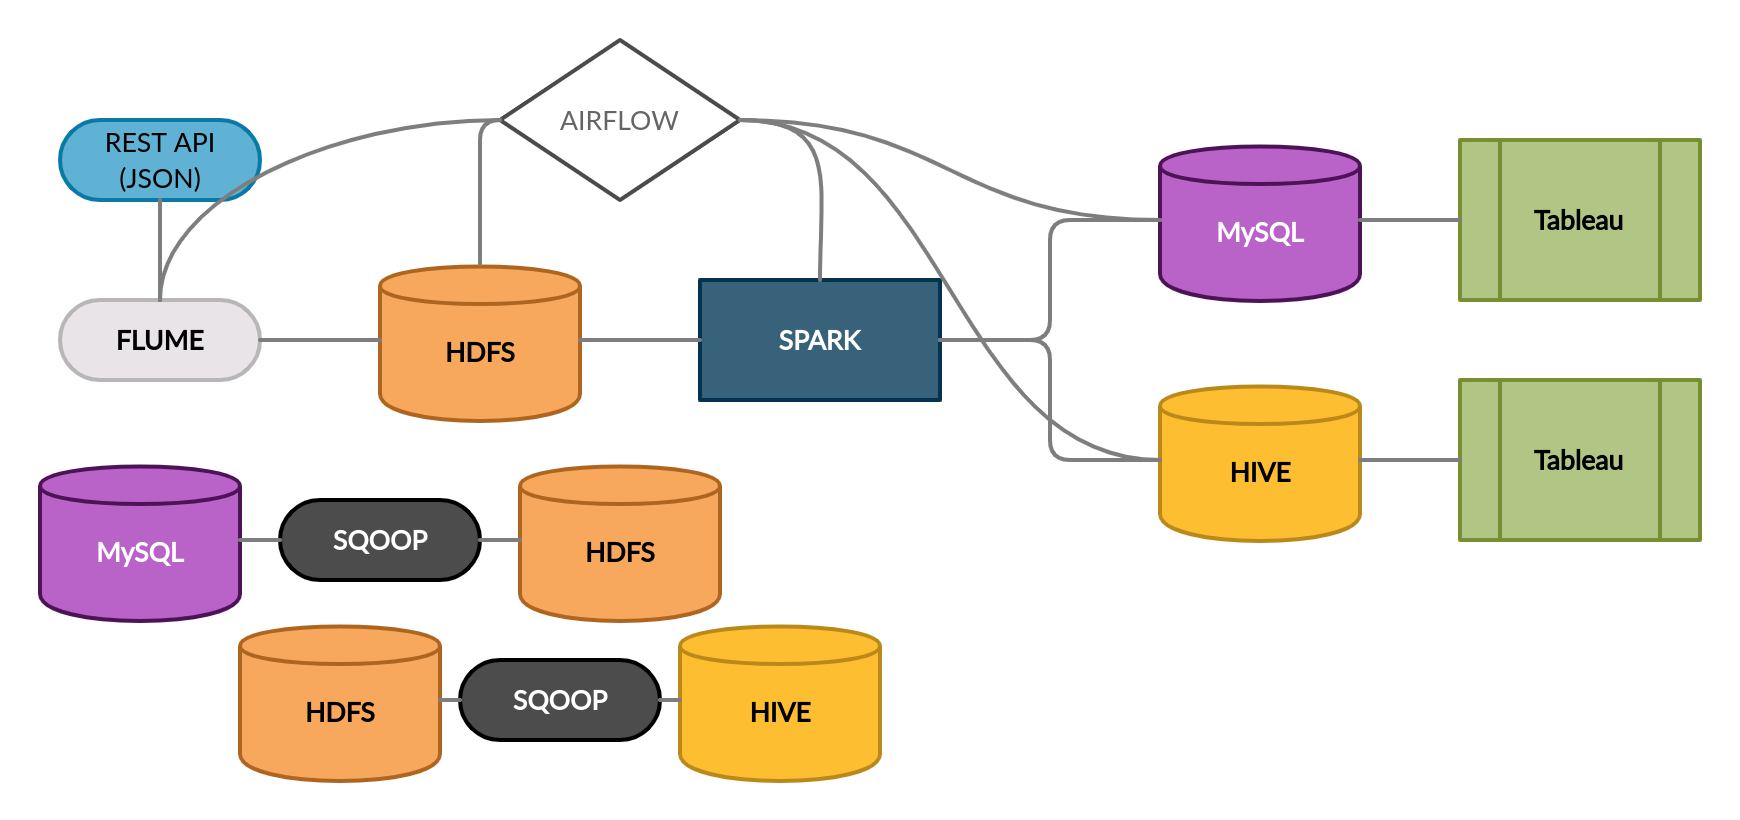 AIRFLOW
REST API
(JSON)
MySQL
Tableau
FLUME
HDFS
SPARK
HIVE
Tableau
MySQL
SQOOP
HDFS
HDFS
SQOOP
HIVE